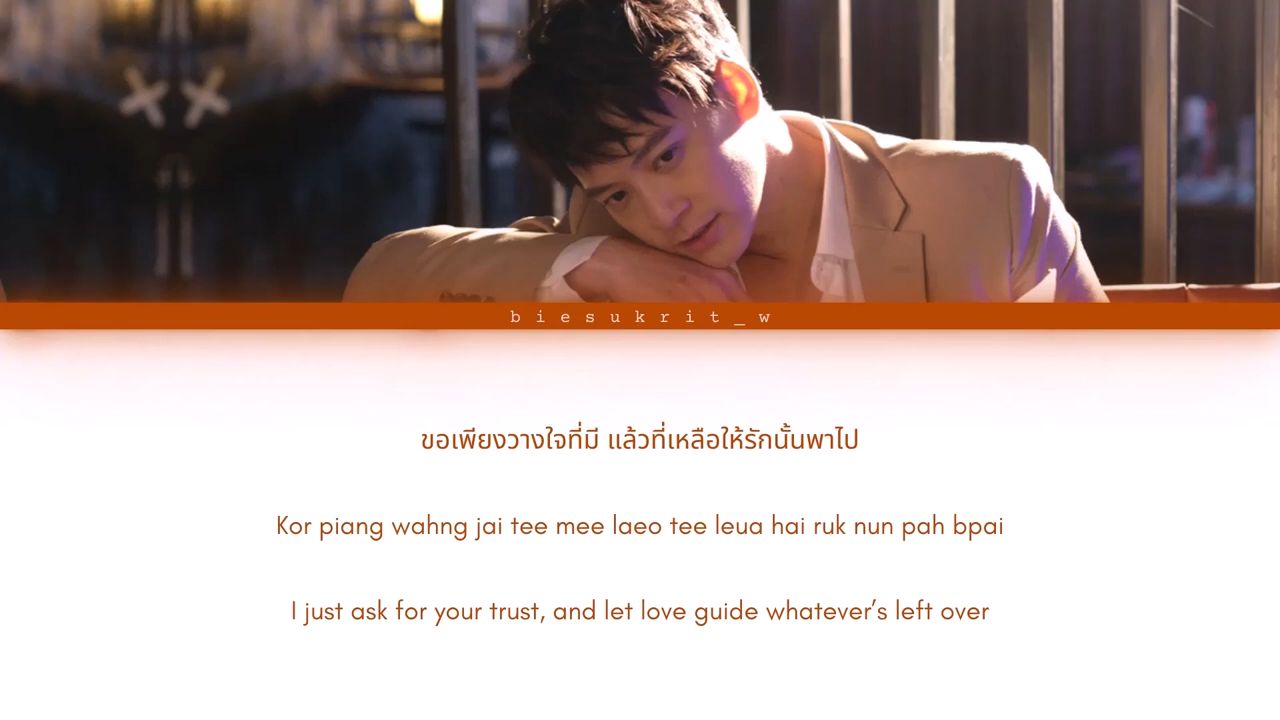 biesukrit_w
ขอเพียงวางใจที่มี แล้วที่เหลือให้รักนั้นพาไป
Kor piang wahng jai tee mee laeo tee leua hai ruk nun pah bpai
I just ask for your trust, and let love guide whatever’s left over